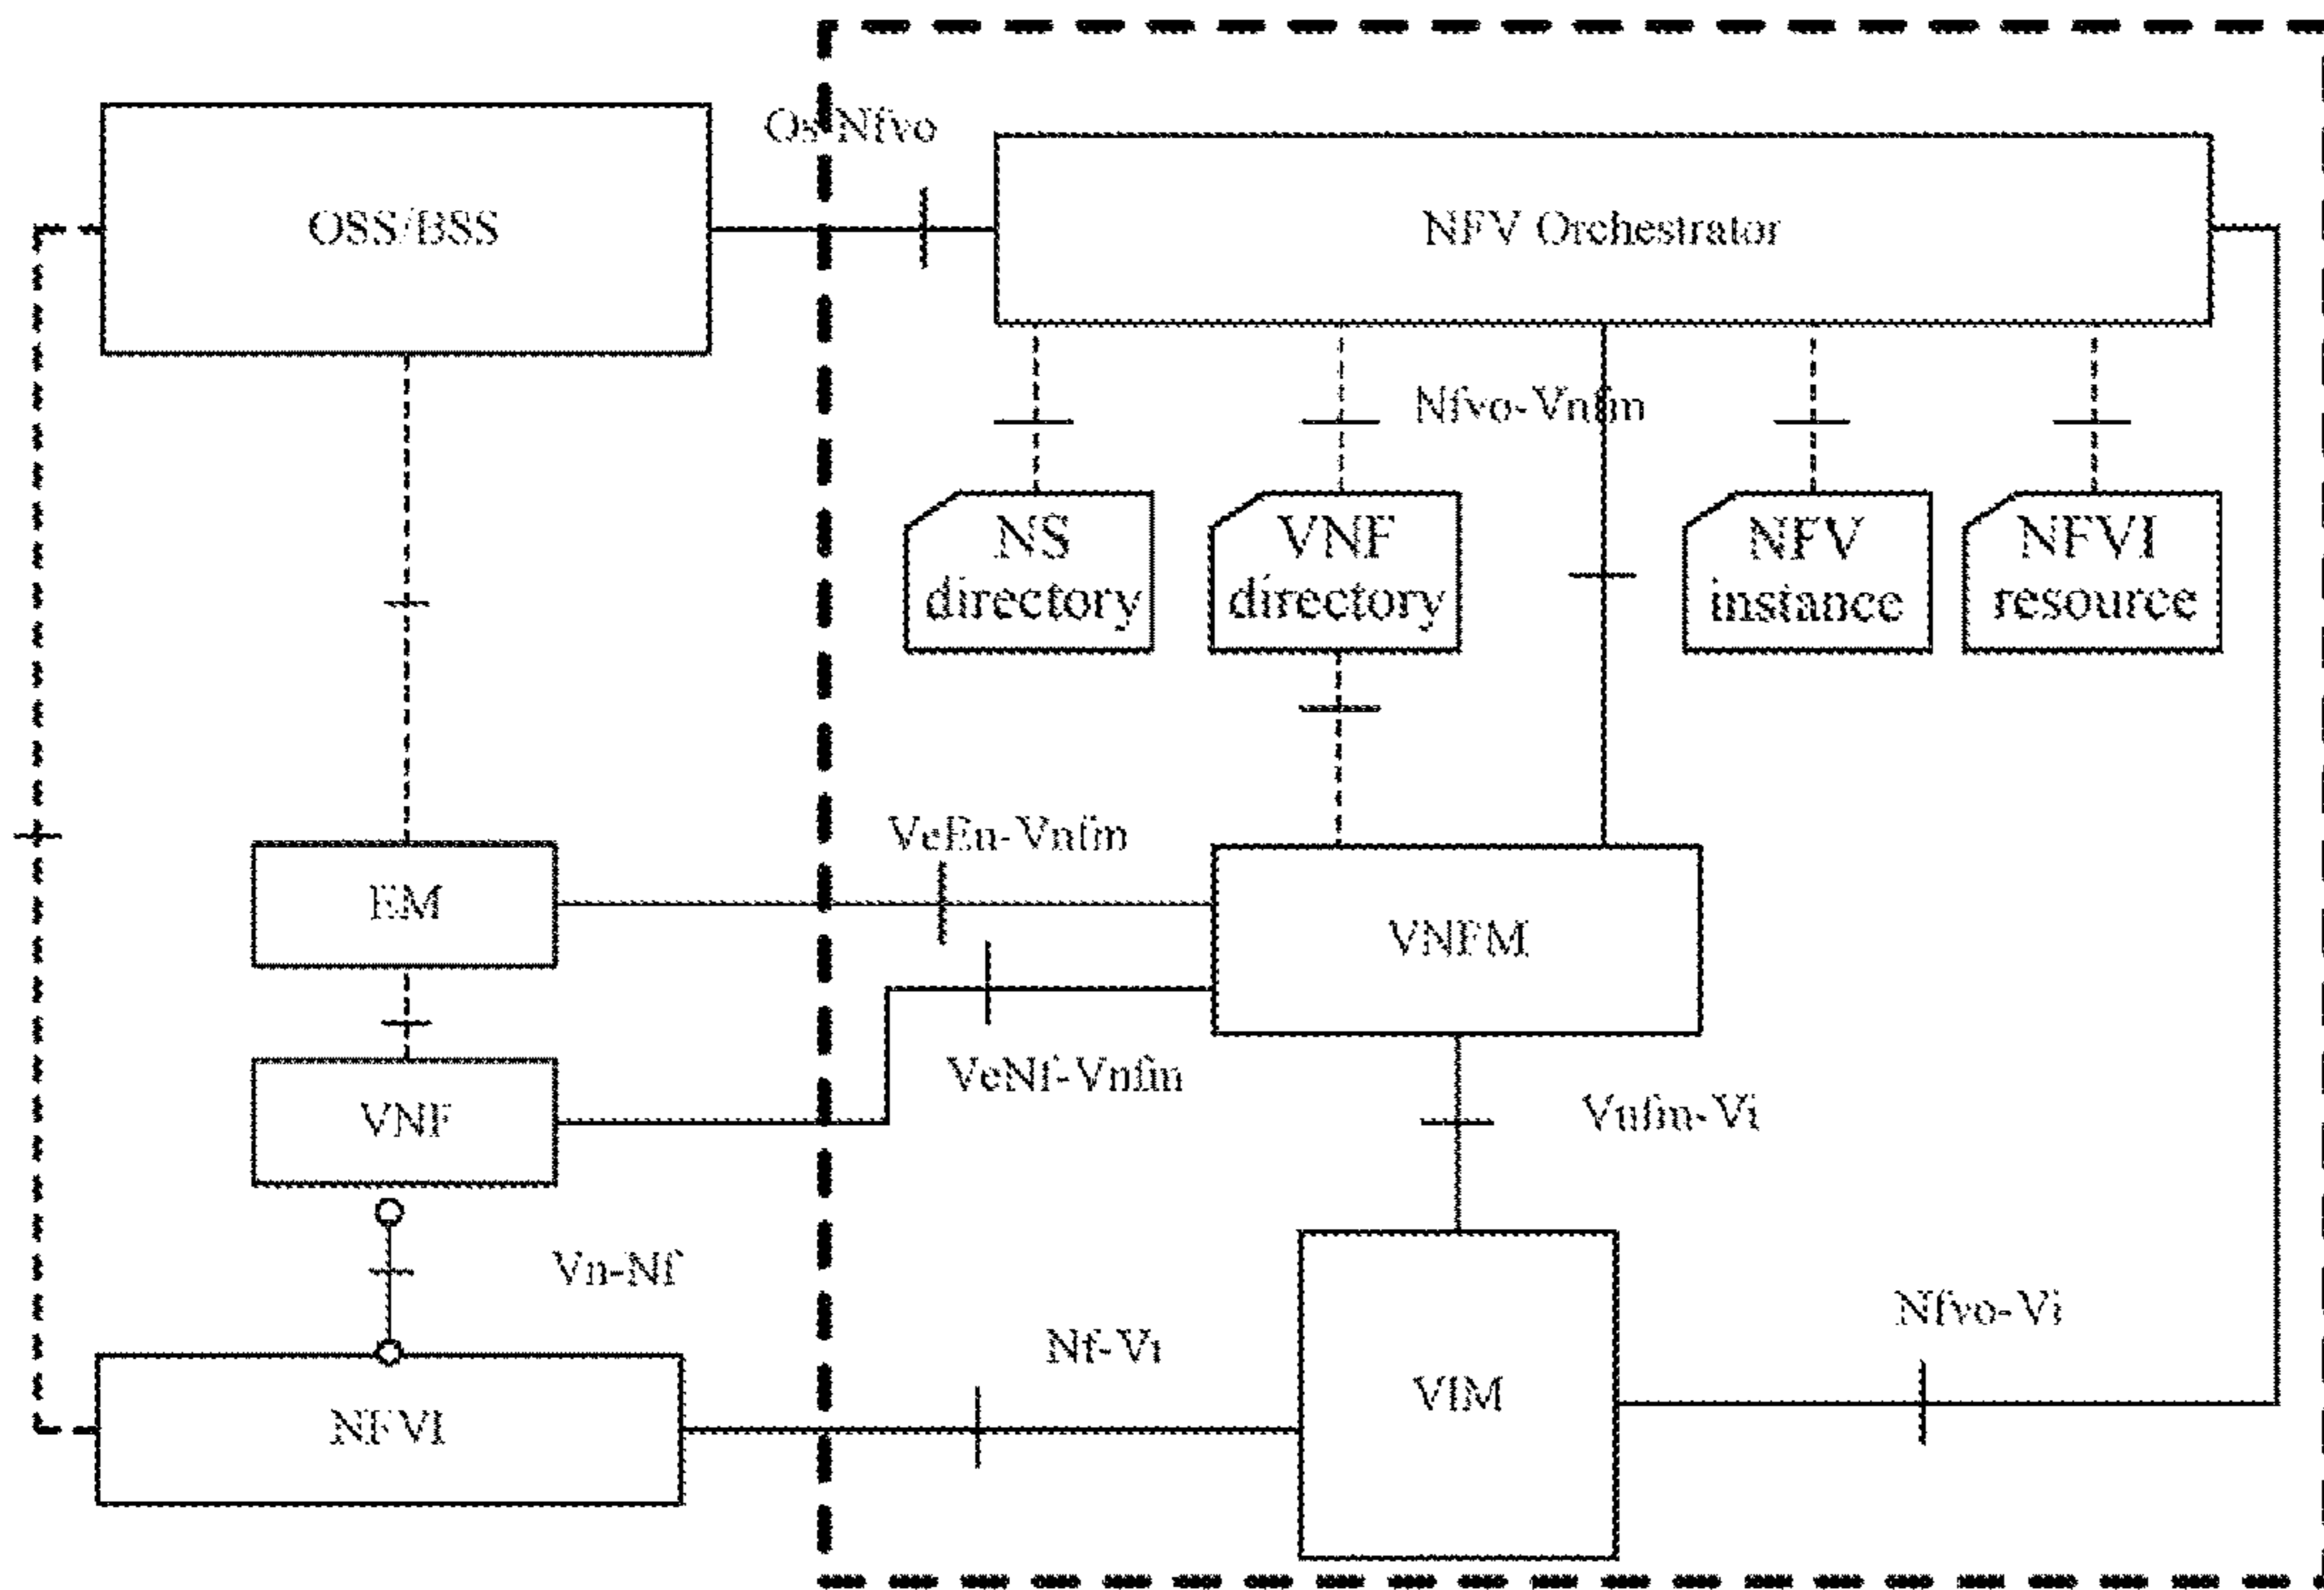 Os-Nfvo
OSS/BSS
NFV Orchestrator
Nfvo-Vnfm
NS
directory
VNF
directory
NFV
instance
NFVI
resource
VeEn-Vnfm
EM
VNFM
VeNf-Vnfm
VNF
Vnfm-Vi
Vn-Nf
Nfvo-Vi
Nf-Vi
VIM
NFVI